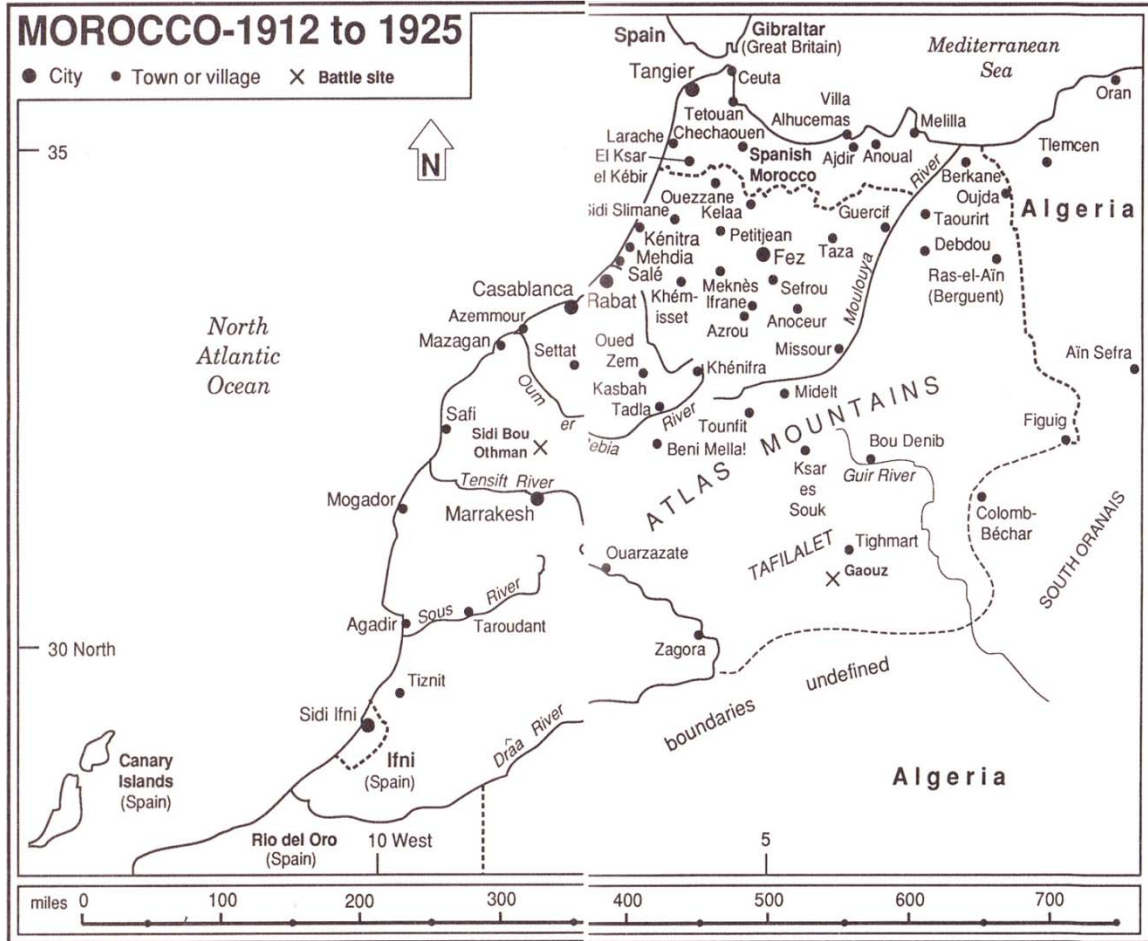 MOROCCO-1912 to 1925
City
Town or village
Battle site
N
Spain
Gibraltar
(Great Britain)
Mediterranean
Sea
Tangier
Ceuta
Oran
Villa
Alhucemas
Melilla
Tetouan
Larache
Chechaouen
35
El Ksar
el Kébir
Spanish
Morocco
Ajdir
Anoual
Tlemcen
River
Berkane
Oujda
Ouezzane
Kelaa
Guercif
Taourirt
Algeria
Sidi Slimane
Kénitra
Petitjean
Taza
Debdou
Mehdia
Fez
Salé
Ras-el-Aïn
(Berguent)
Casablanca
Rabat
Khém-
isset
Meknès
Ifrane
Sefrou
Moulouya
Azemmour
Azrou
Anoceur
North
Atlantic
Ocean
Mazagan
Settat
Oued
Zem
Missour
Khénifra
Aïn Sefra
Oum
er
Rebia
River
Kasbah
Tadla
Midelt
Tounfit
Safi
Sidi Bou
Othman
Beni Mella!
ATLAS MOUNTAINS
Bou Denib
Figuig
Guir River
Ksar
es
Souk
Tensift River
Mogador
Marrakesh
Colomb-
Béchar
Ouarzazate
TAFILALET
Tighmart
Gaouz
SOUTH ORANAIS
Sous River
Agadir
Taroudant
30 North
Zagora
boundaries undefined
Tiznit
Sidi Ifni
Drâa River
Ifni
(Spain)
Canary
Islands
(Spain)
Algeria
Rio del Oro
(Spain)
10 West
5
miles 0 100 200 300 400 500 600 700